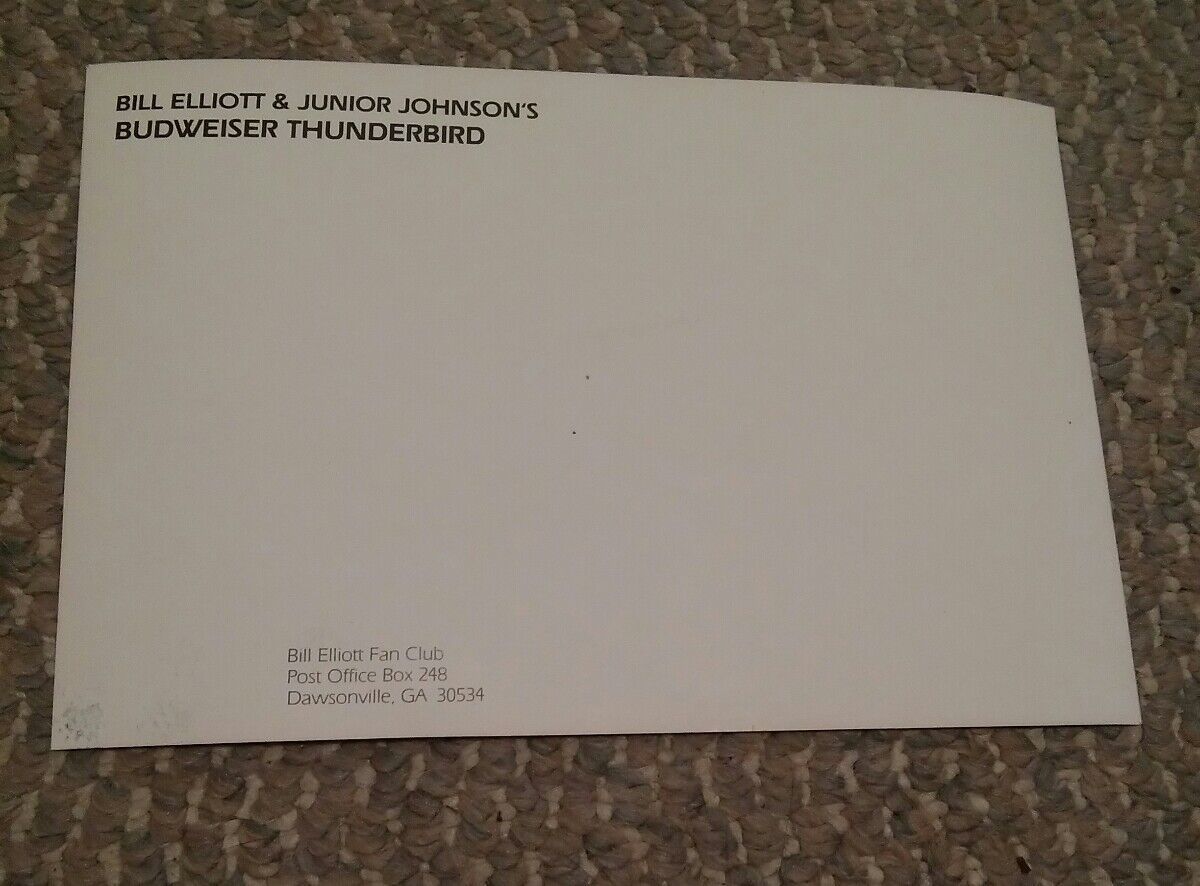 BILL ELLIOTT & JUNIOR JOHNSON'S
BUDWEISER THUNDERBIRD
Bill Elliott Fan Club
Post Office Box 248
Dawsonville, GA 30534